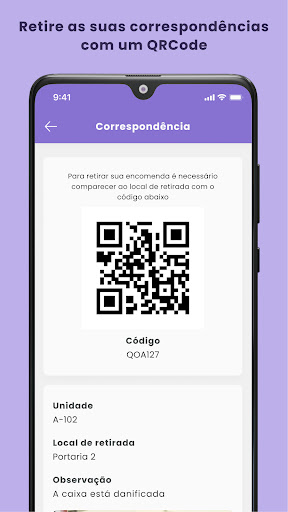 Retire as suas correspondências
com um QRCode
9:41
Correspondência
Para retirar sua encomenda é necessário
comparecer ao local de retirada com o
código abaixo
Código
QOA127
Unidade
A-102
Local de retirada
Portaria 2
Observação
A caixa está danificada